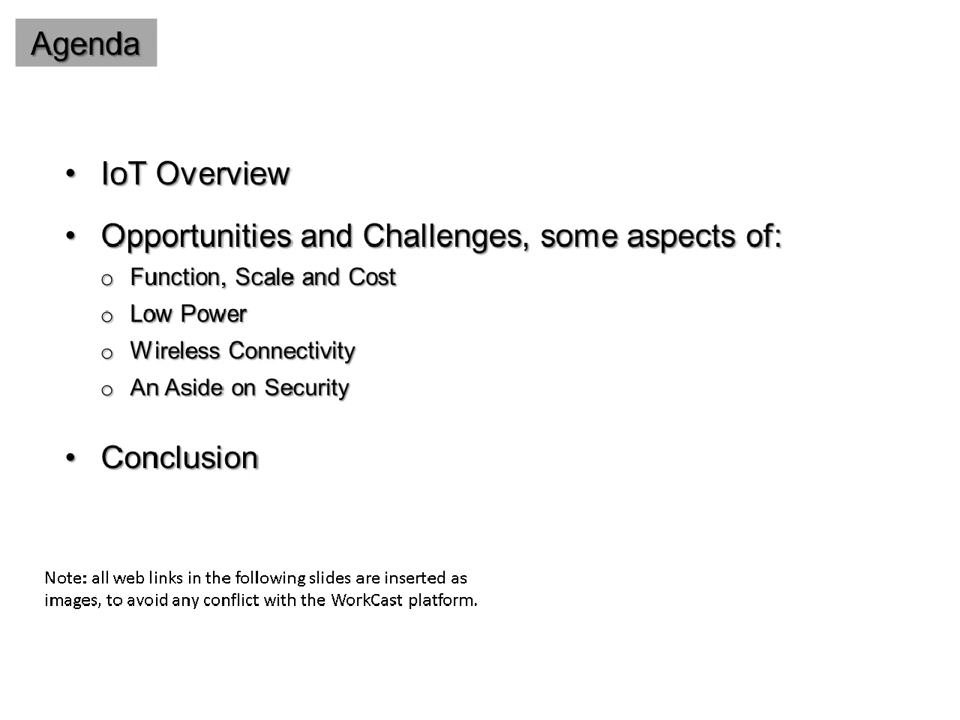 Agenda
• IoT Overview
• Opportunities and Challenges, some aspects of:
o Function, Scale and Cost
o Low Power
o Wireless Connectivity
o An Aside on Security
• Conclusion
Note: all web links in the following slides are inserted as
images, to avoid any conflict with the WorkCast platform.